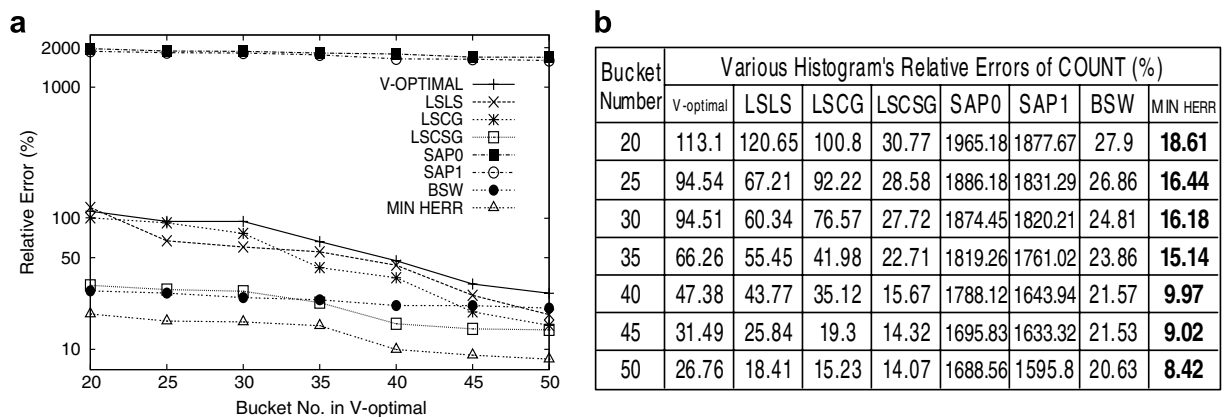 a
2000
1000
100
50
10
Relative Error (%)
V-OPTIMAL
LSLS
LSCG
LSCSG
SAP0
SAP1
BSW
MIN HERR
20 25 30 35 40 45 50
Bucket No. in V-optimal
b
Bucket Number Various Histogram's Relative Errors of COUNT (%)
V-optimal LSLS LSCG LSCSG SAP0 SAP1 BSW MIN HERR
20 113.1 120.65 100.8 30.77 1965.18 1877.67 27.9 18.61
25 94.54 67.21 92.22 28.58 1886.18 1831.29 26.86 16.44
30 94.51 60.34 76.57 27.72 1874.45 1820.21 24.81 16.18
35 66.26 55.45 41.98 22.71 1819.26 1761.02 23.86 15.14
40 47.38 43.77 35.12 15.67 1788.12 1643.94 21.57 9.97
45 31.49 25.84 19.3 14.32 1695.83 1633.32 21.53 9.02
50 26.76 18.41 15.23 14.07 1688.56 1595.8 20.63 8.42